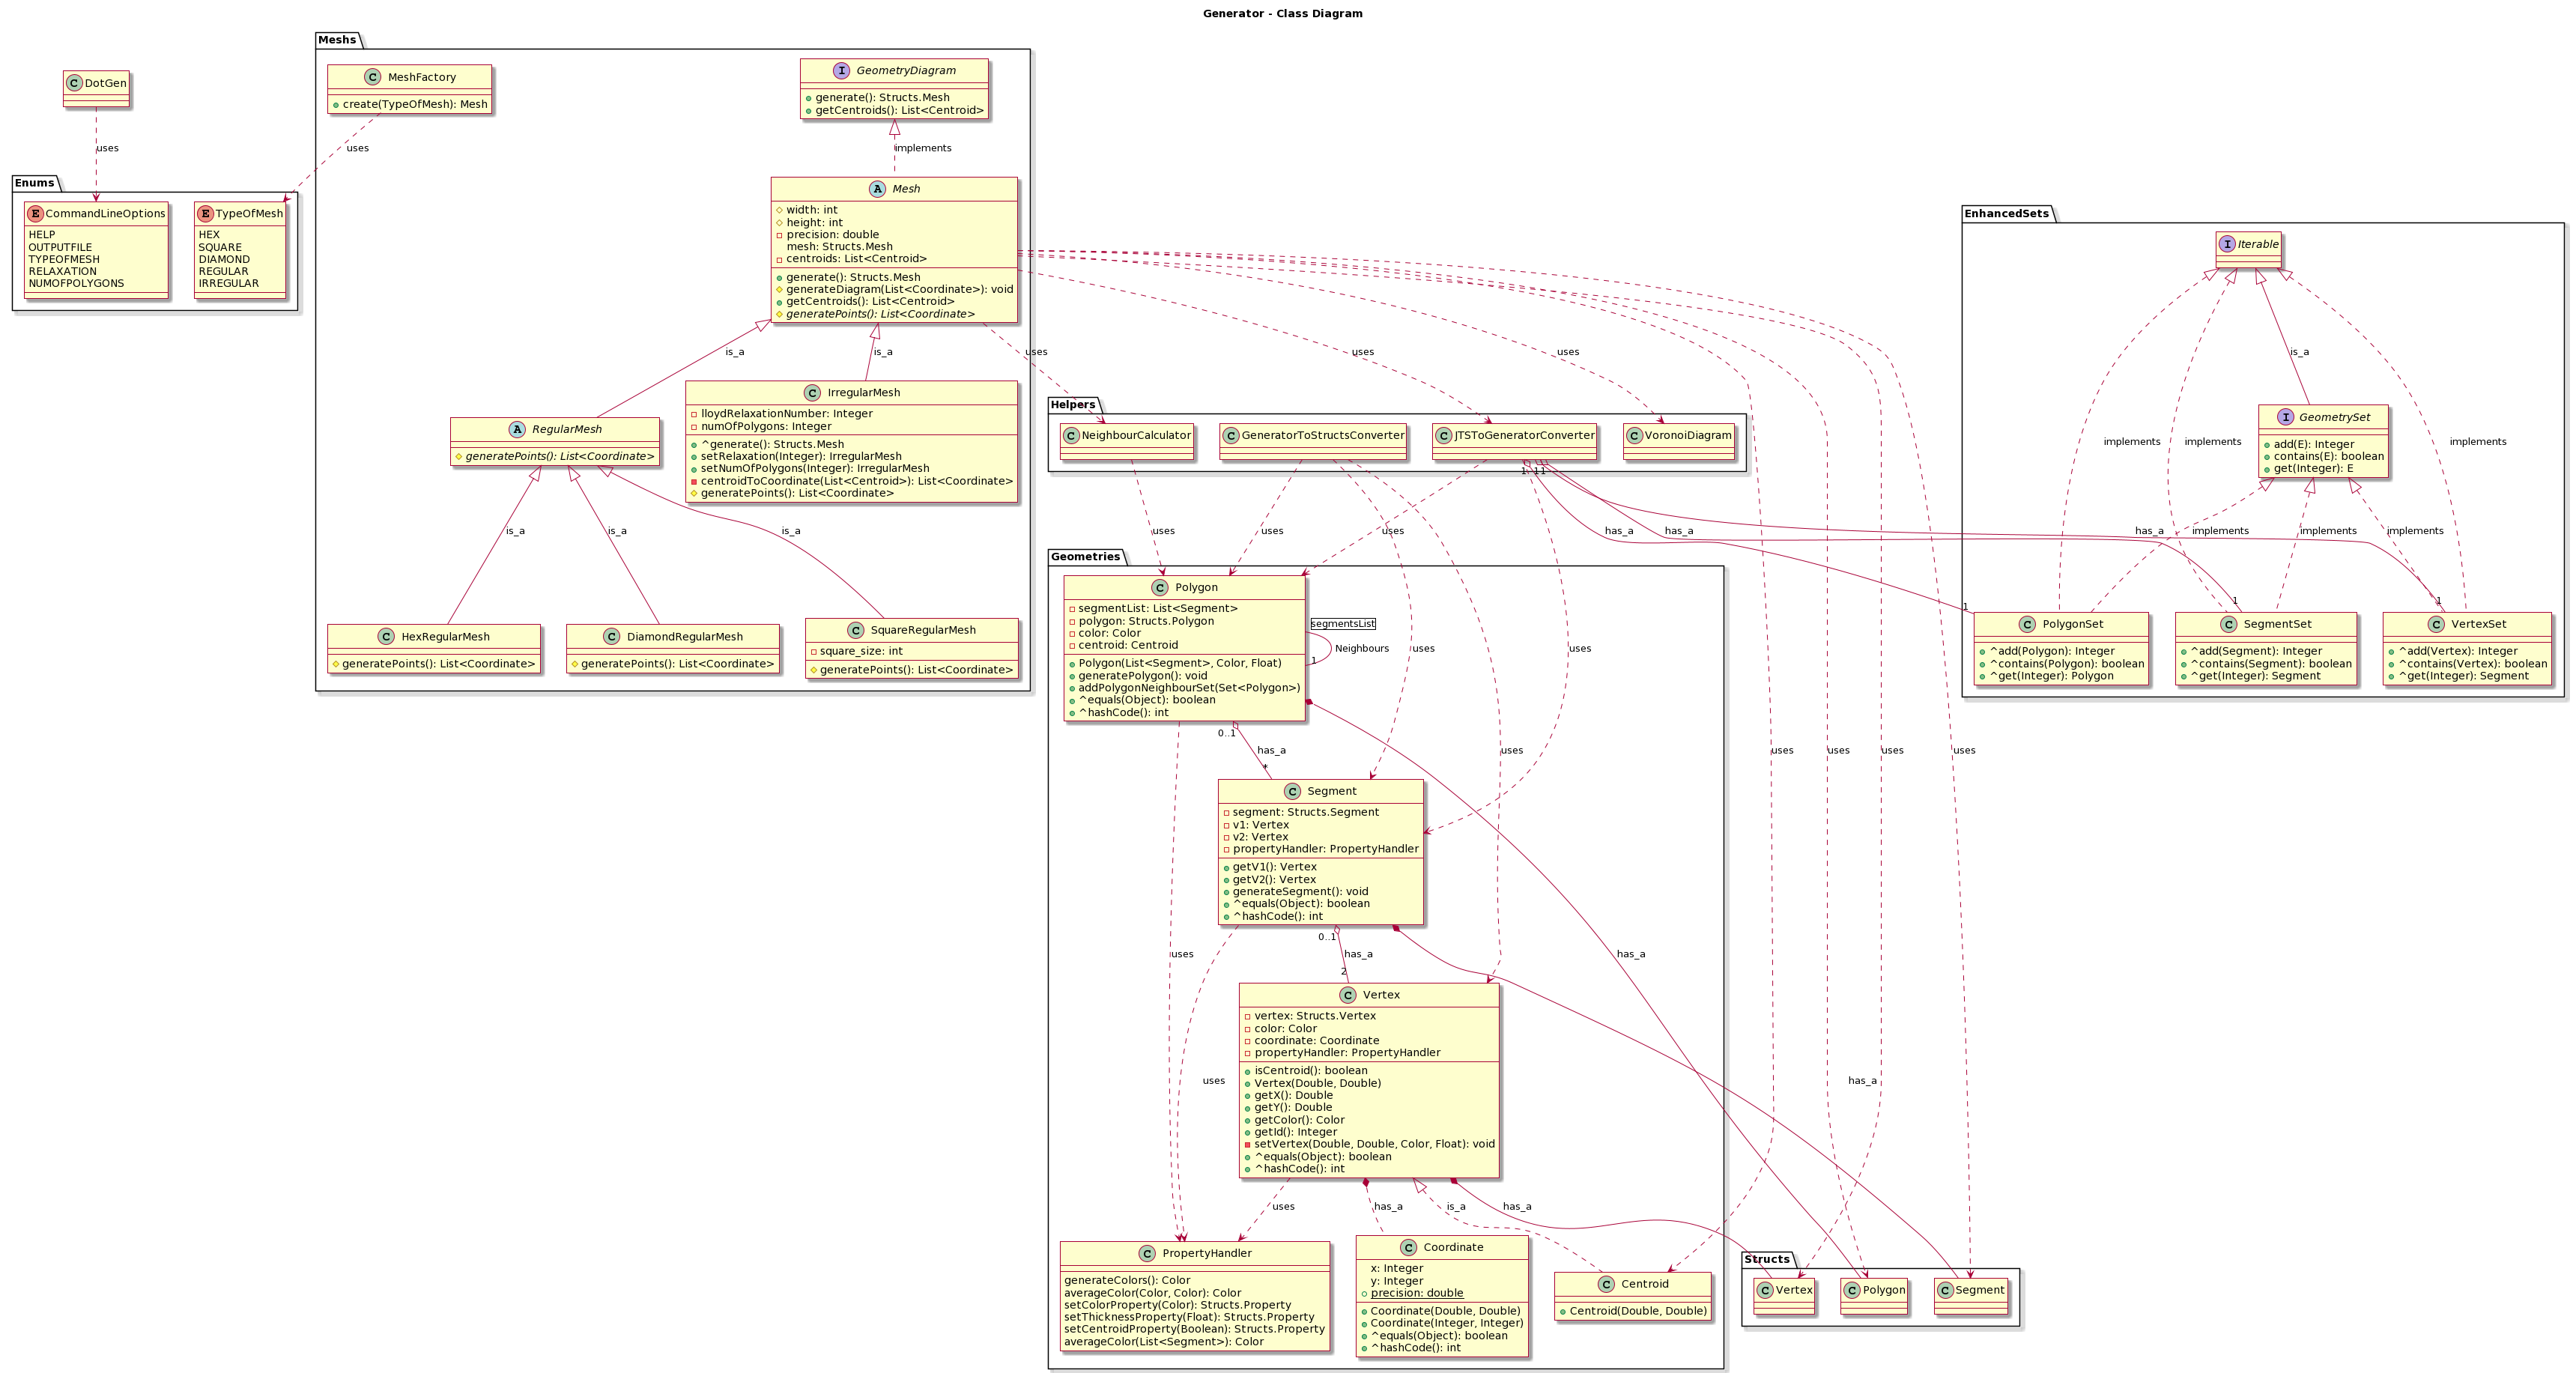 Generator - Class Diagram
DotGen
uses
Enums
CommandLineOptions
HELP
OUTPUTFILE
TYPEOFMESH
RELAXATION
NUMOFPOLYGONS
TypeOfMesh
HEX
SQUARE
DIAMOND
REGULAR
IRREGULAR
Meshs
MeshFactory
create(TypeOfMesh): Mesh
uses
GeometryDiagram
generate(): Structs.Mesh
getCentroids(): List<Centroid>
implements
Mesh
width: int
height: int
precision: double
mesh: Structs.Mesh
centroids: List<Centroid>
generate(): Structs.Mesh
generateDiagram(List<Coordinate>): void
getCentroids(): List<Centroid>
generatePoints(): List<Coordinate>
is_a
is_a
uses
uses
uses
RegularMesh
generatePoints(): List<Coordinate>
IrregularMesh
lloydRelaxationNumber: Integer
numOfPolygons: Integer
^generate(): Structs.Mesh
setRelaxation(Integer): IrregularMesh
setNumOfPolygons(Integer): IrregularMesh
centroidToCoordinate(List<Centroid>): List<Coordinate>
generatePoints(): List<Coordinate>
is_a
is_a
is_a
HexRegularMesh
generatePoints(): List<Coordinate>
DiamondRegularMesh
generatePoints(): List<Coordinate>
SquareRegularMesh
square_size: int
generatePoints(): List<Coordinate>
Helpers
NeighbourCalculator
GeneratorToStructsConverter
JTSToGeneratorConverter
VoronoiDiagram
1
1
1
uses
uses
uses
has_a
has_a
has_a
EnhancedSets
Iterable
is_a
GeometrySet
add(E): Integer
contains(E): boolean
get(Integer): E
implements
implements
implements
implements
implements
implements
1
1
1
PolygonSet
^add(Polygon): Integer
^contains(Polygon): boolean
^get(Integer): Polygon
SegmentSet
^add(Segment): Integer
^contains(Segment): boolean
^get(Integer): Segment
VertexSet
^add(Vertex): Integer
^contains(Vertex): boolean
^get(Integer): Segment
Geometries
Polygon
segmentList: List<Segment>
polygon: Structs.Polygon
color: Color
centroid: Centroid
Polygon(List<Segment>, Color, Float)
generatePolygon(): void
addPolygonNeighbourSet(Set<Polygon>)
^equals(Object): boolean
^hashCode(): int
segmentsList
Neighbours
1
uses
uses
0..1
has_a
*
uses
uses
uses
uses
uses
Segment
segment: Structs.Segment
v1: Vertex
v2: Vertex
propertyHandler: PropertyHandler
getV1(): Vertex
getV2(): Vertex
generateSegment(): void
^equals(Object): boolean
^hashCode(): int
0..1
has_a
2
uses
has_a
Vertex
vertex: Structs.Vertex
color: Color
coordinate: Coordinate
propertyHandler: PropertyHandler
isCentroid(): boolean
Vertex(Double, Double)
getX(): Double
getY(): Double
getColor(): Color
getId(): Integer
setVertex(Double, Double, Color, Float): void
^equals(Object): boolean
^hashCode(): int
uses
has_a
uses
has_a
is_a
has_a
PropertyHandler
generateColors(): Color
averageColor(Color, Color): Color
setColorProperty(Color): Structs.Property
setThicknessProperty(Float): Structs.Property
setCentroidProperty(Boolean): Structs.Property
averageColor(List<Segment>): Color
Coordinate
x: Integer
y: Integer
precision: double
Coordinate(Double, Double)
Coordinate(Integer, Integer)
^equals(Object): boolean
^hashCode(): int
Centroid
Centroid(Double, Double)
Structs
Vertex
Polygon
Segment